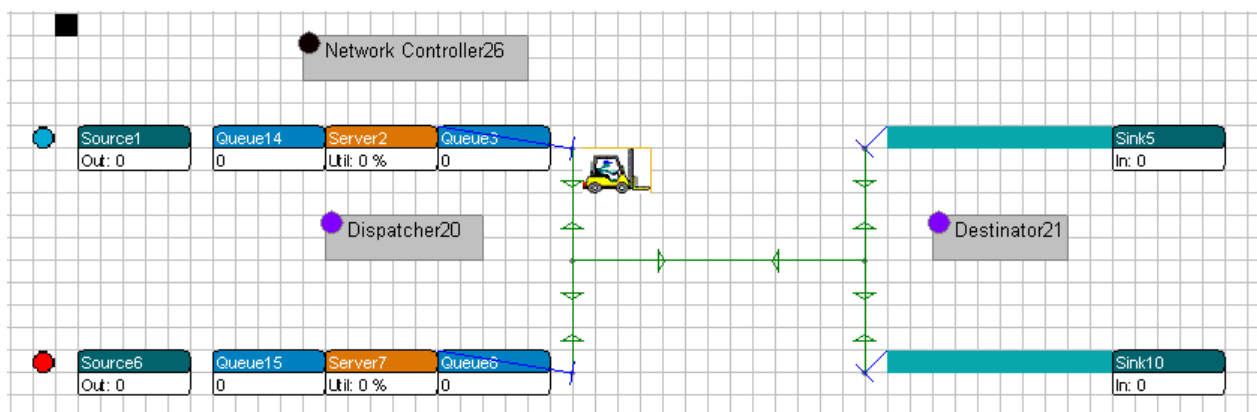 Network Controller26
Source1 Queue14 Server2 Queue3 Sink5
Out: 0 0 Util: 0 % 0 In: 0
Dispatcher20 Destinator21
Source6 Queue15 Server7 Queue8 Sink10
Out: 0 0 Util: 0 % 0 In: 0